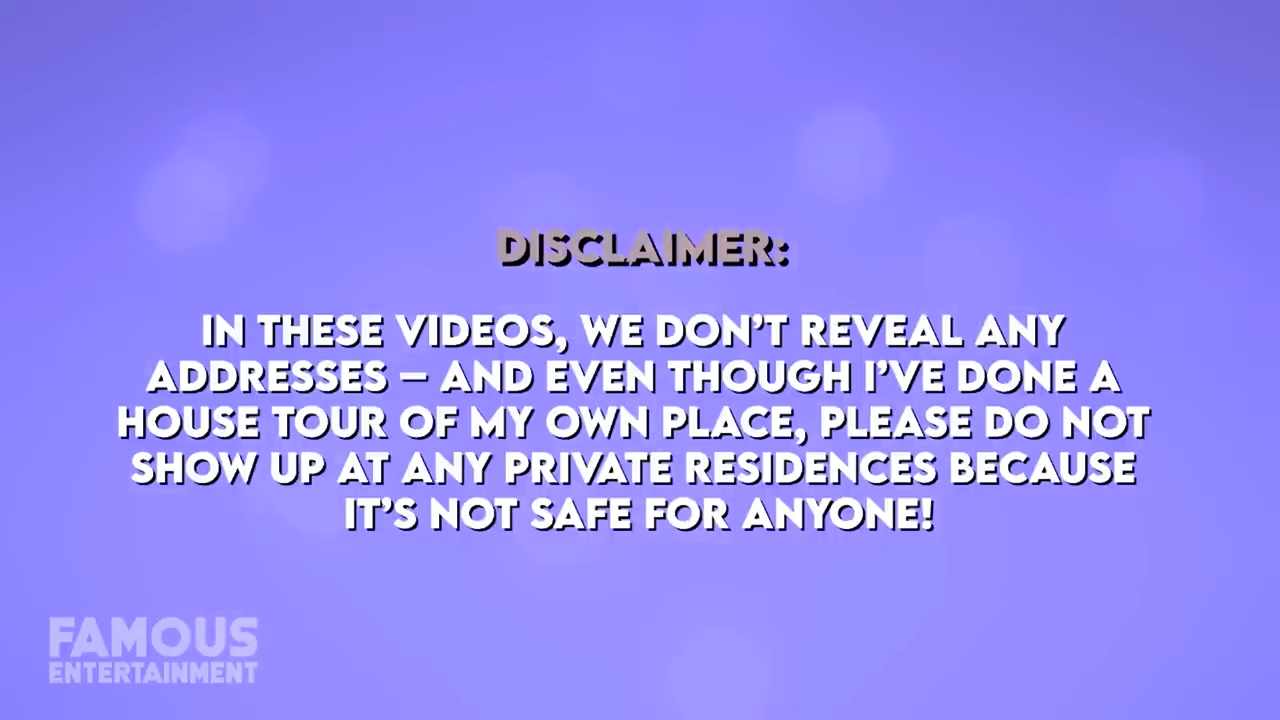 DISCLAIMER:
IN THESE VIDEOS, WE DON'T REVEAL ANY
ADDRESSES – AND EVEN THOUGH I'VE DONE A
HOUSE TOUR OF MY OWN PLACE, PLEASE DO NOT
SHOW UP AT ANY PRIVATE RESIDENCES BECAUSE
IT'S NOT SAFE FOR ANYONE!
FAMOUS
ENTERTAINMENT